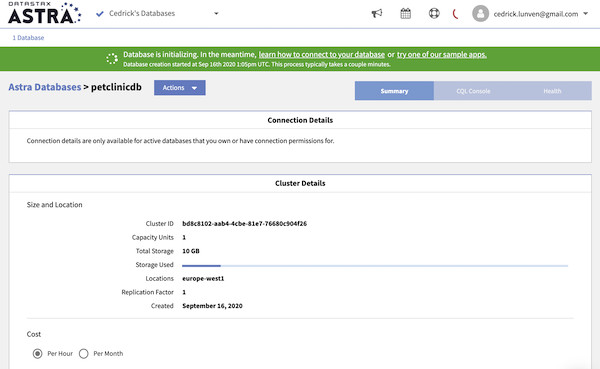 DATASTAX
ASTRA
Cedrick's Databases
cedrick.lunven@gmail.com
1 Database
Database is initializing. In the meantime, learn how to connect to your database or try one of our sample apps.
Database creation started at Sep 16th 2020 1:05pm UTC. This process typically takes a couple minutes.
Astra Databases > petclinicdb
Actions
Summary
CQL Console
Health
Connection Details
Connection details are only available for active databases that you own or have connection permissions for.
Cluster Details
Size and Location
Cluster ID bd8c8102-aab4-4cbe-81e7-76680c904f26
Capacity Units 1
Total Storage 10 GB
Storage Used
Locations europe-west1
Replication Factor 1
Created September 16, 2020
Cost
Per Hour
Per Month